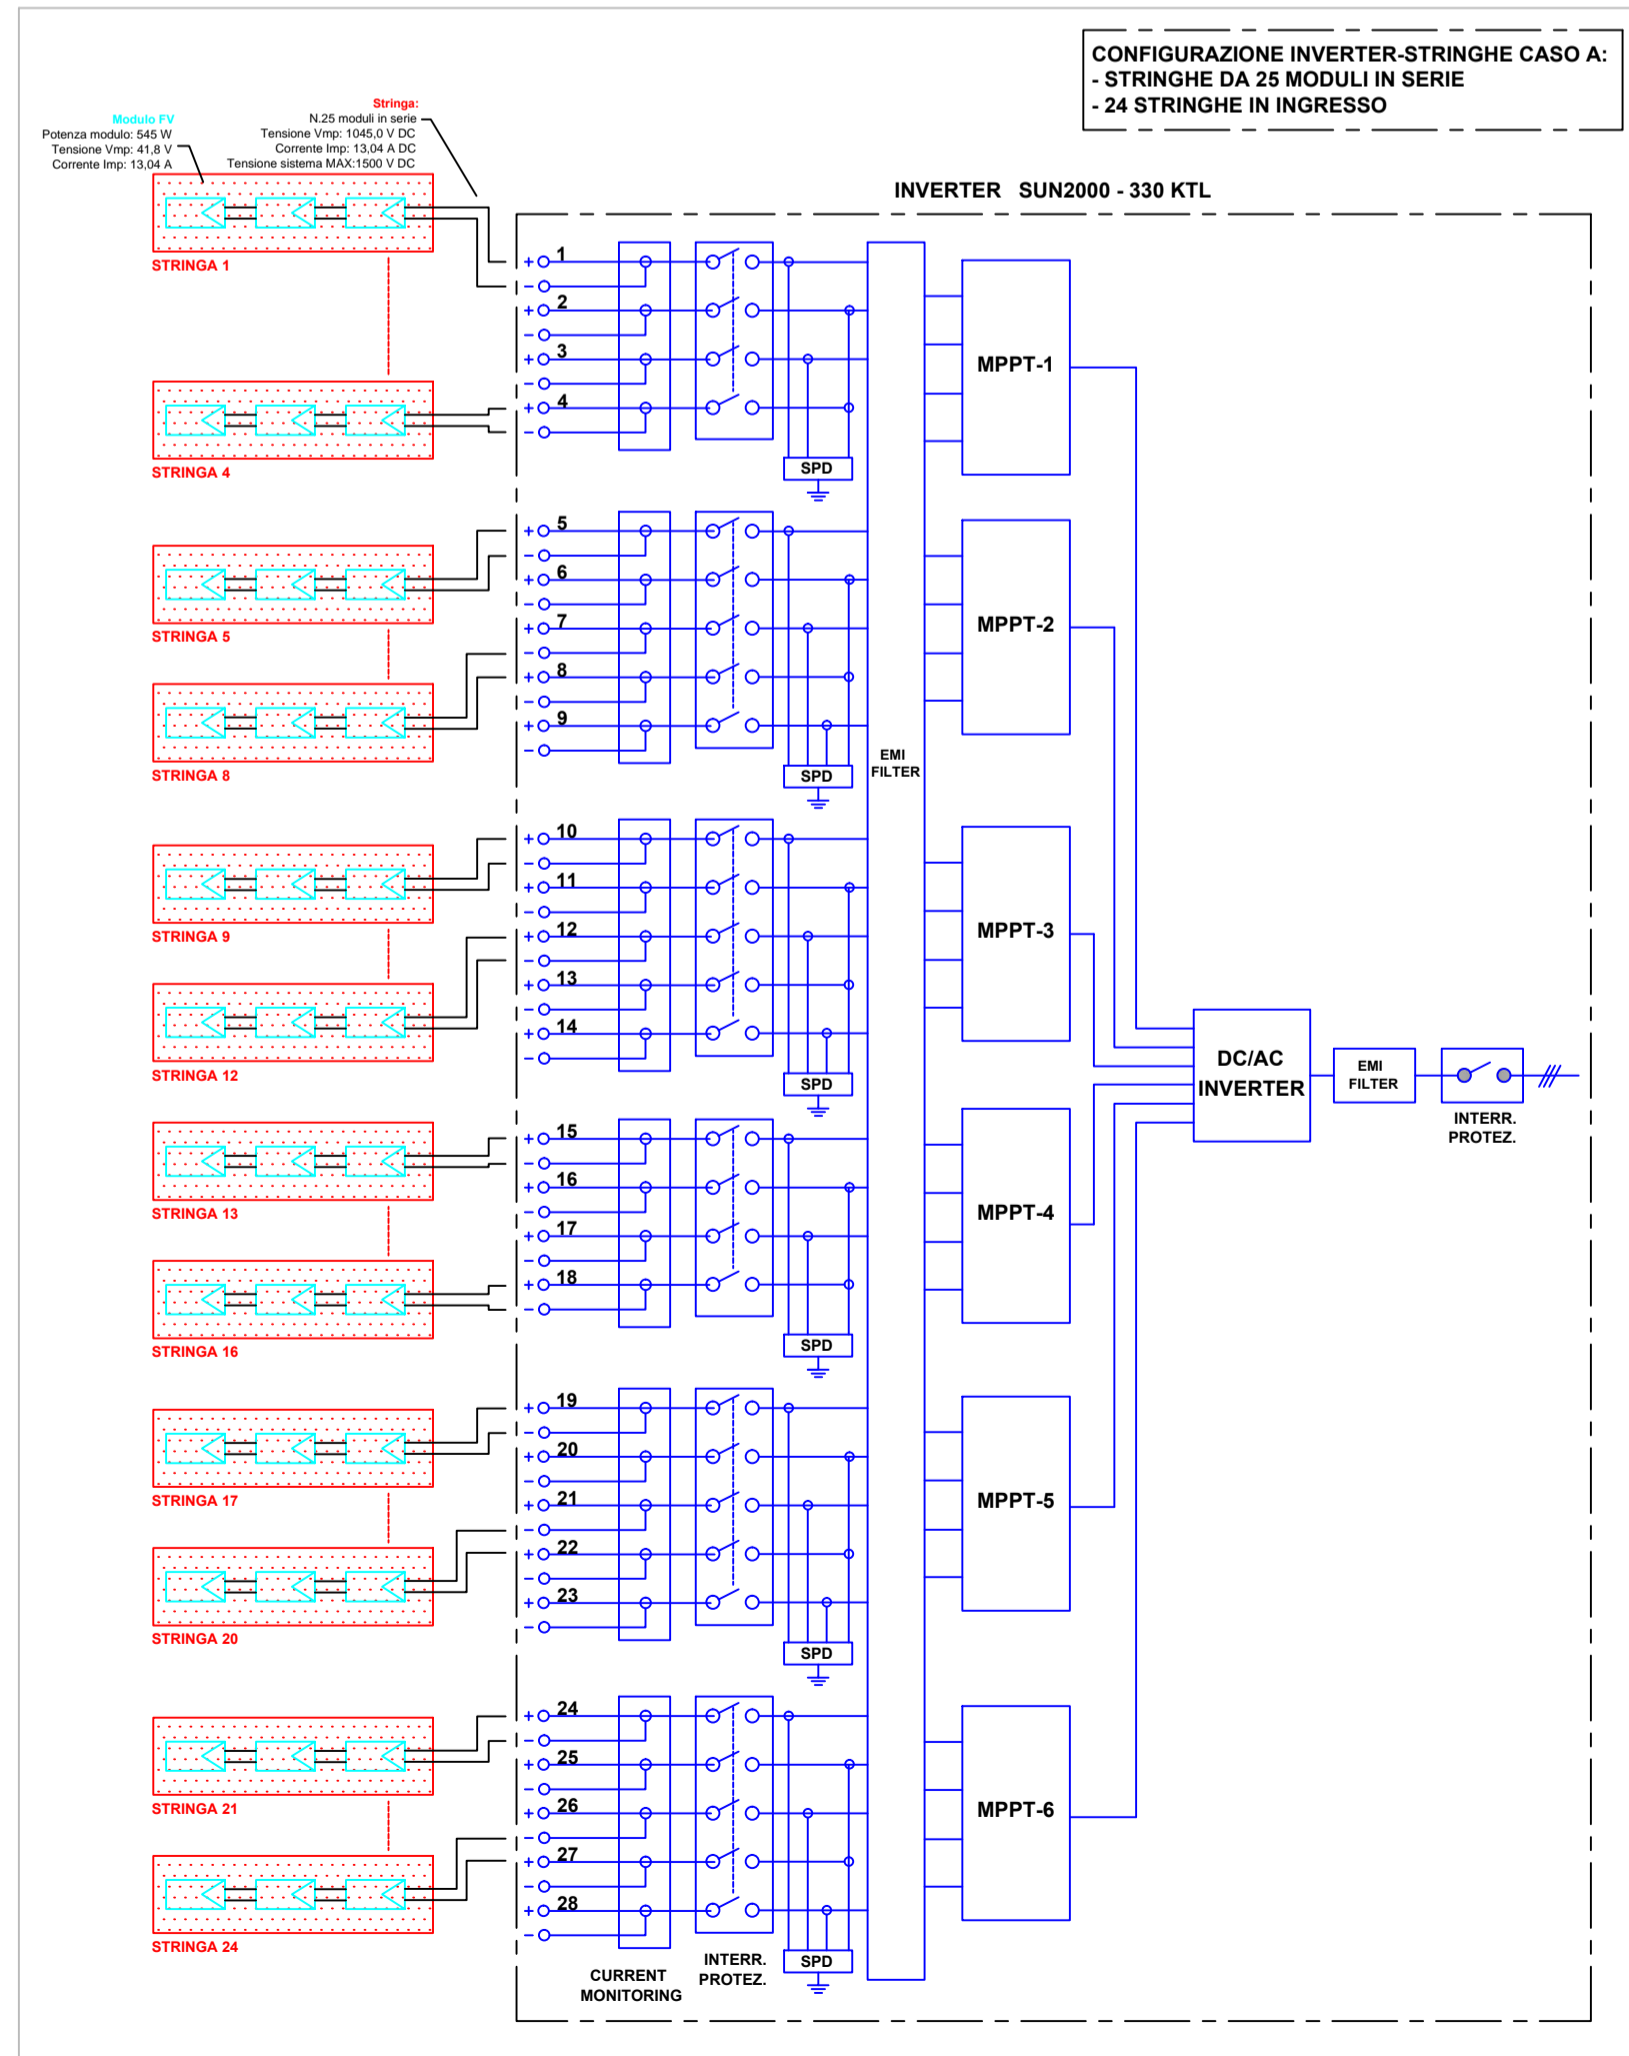 CONFIGURAZIONE INVERTER-STRINGHE CASO A:
- STRINGHE DA 25 MODULI IN SERIE
- 24 STRINGHE IN INGRESSO
Modulo FV
Potenza modulo: 545 W
Tensione Vmp: 41,8 V
Corrente Imp: 13,04 A
Stringa:
N.25 moduli in serie
Tensione Vmp: 1045,0 V DC
Corrente Imp: 13,04 A DC
Tensione sistema MAX:1500 V DC
INVERTER SUN2000 - 330 KTL
STRINGA 1
STRINGA 4
STRINGA 5
STRINGA 8
STRINGA 9
STRINGA 12
STRINGA 13
STRINGA 16
STRINGA 17
STRINGA 20
STRINGA 21
STRINGA 24
+ 1
-
+ 2
-
+ 3
-
+ 4
-
SPD
MPPT-1
+ 5
-
+ 6
-
+ 7
-
+ 8
-
+ 9
-
SPD
MPPT-2
EMI
FILTER
+ 10
-
+ 11
-
+ 12
-
+ 13
-
+ 14
-
SPD
MPPT-3
+ 15
-
+ 16
-
+ 17
-
+ 18
-
SPD
MPPT-4
+ 19
-
+ 20
-
+ 21
-
+ 22
-
+ 23
-
SPD
MPPT-5
+ 24
-
+ 25
-
+ 26
-
+ 27
-
+ 28
-
SPD
MPPT-6
CURRENT
MONITORING
INTERR.
PROTEZ.
DC/AC
INVERTER
EMI
FILTER
INTERR.
PROTEZ.